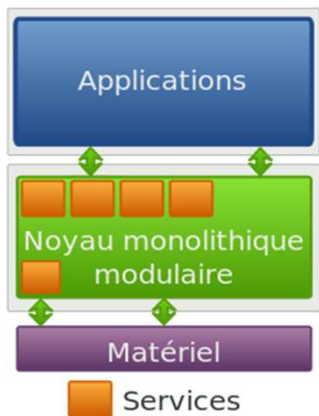 Applications
Noyau monolithique
modulaire
Matériel
Services